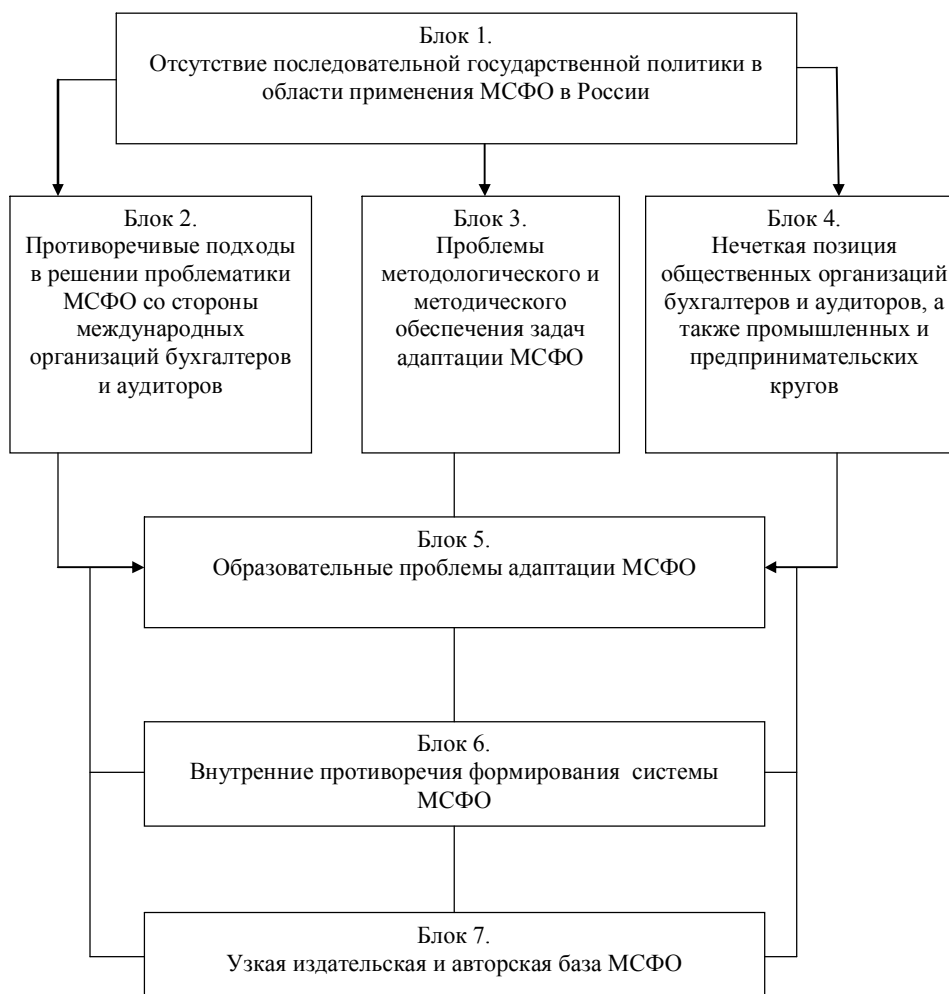 Блок 1.
Отсутствие последовательной государственной политики в
области применения МСФО в России
Блок 2.
Противоречивые подходы
в решении проблематики
МСФО со стороны
международных
организаций бухгалтеров
и аудиторов
Блок 3.
Проблемы
методологического и
методического
обеспечения задач
адаптации МСФО
Блок 4.
Нечеткая позиция
общественных организаций
бухгалтеров и аудиторов, а
также промышленных и
предпринимательских
кругов
Блок 5.
Образовательные проблемы адаптации МСФО
Блок 6.
Внутренние противоречия формирования системы
МСФО
Блок 7.
Узкая издательская и авторская база МСФО